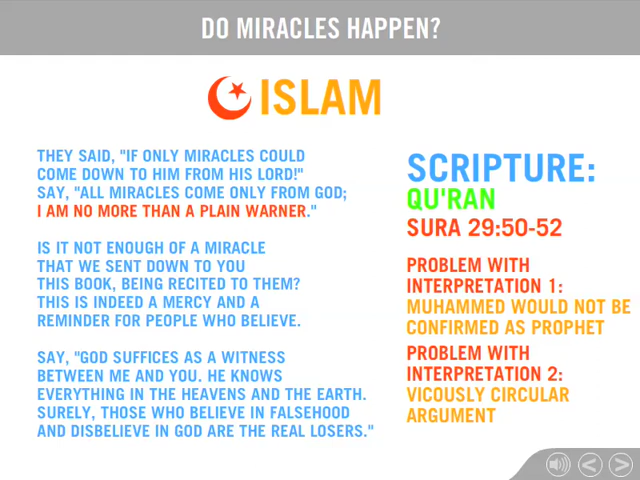 DO MIRACLES HAPPEN?
ISLAM
THEY SAID, "IF ONLY MIRACLES COULD
COME DOWN TO HIM FROM HIS LORD!"
SAY, "ALL MIRACLES COME ONLY FROM GOD;
I AM NO MORE THAN A PLAIN WARNER."
IS IT NOT ENOUGH OF A MIRACLE
THAT WE SENT DOWN TO YOU
THIS BOOK, BEING RECITED TO THEM?
THIS IS INDEED A MERCY AND A
REMINDER FOR PEOPLE WHO BELIEVE.
SAY, "GOD SUFFICES AS A WITNESS
BETWEEN ME AND YOU. HE KNOWS
EVERYTHING IN THE HEAVENS AND THE EARTH.
SURELY, THOSE WHO BELIEVE IN FALSEHOOD
AND DISBELIEVE IN GOD ARE THE REAL LOSERS."
SCRIPTURE:
QU'RAN
SURA 29:50-52
PROBLEM WITH
INTERPRETATION 1:
MUHAMMED WOULD NOT BE
CONFIRMED AS PROPHET
PROBLEM WITH
INTERPRETATION 2:
VICOUSLY CIRCULAR
ARGUMENT